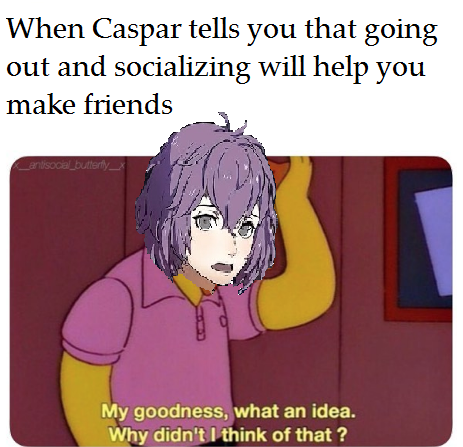 When Caspar tells you that going
out and socializing will help you
make friends
x__antisocial_butterfly__x
My goodness, what an idea.
Why didn't I think of that ?